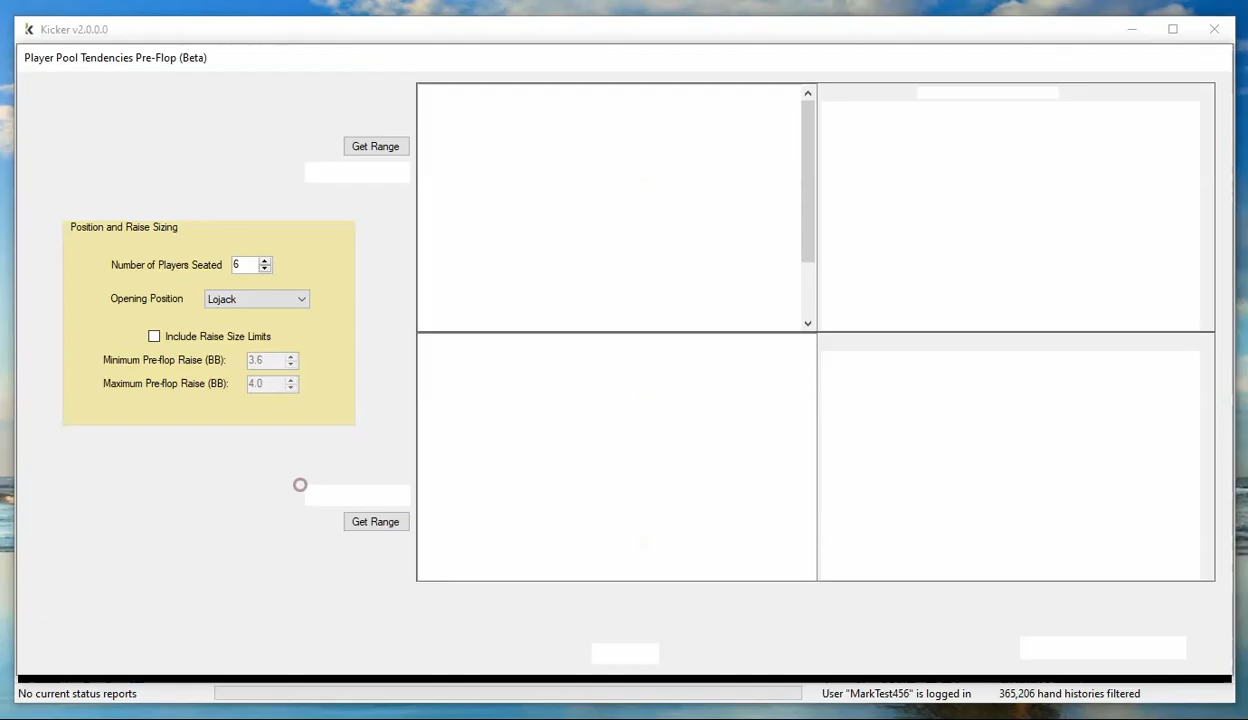 Kicker v2.0.0.0
Player Pool Tendencies Pre-Flop (Beta)
Get Range
Position and Raise Sizing
Number of Players Seated 6
Opening Position Lojack
Include Raise Size Limits
Minimum Pre-flop Raise (BB): 3.6
Maximum Pre-flop Raise (BB): 4.0
Get Range
No current status reports User "MarkTest456" is logged in 365,206 hand histories filtered